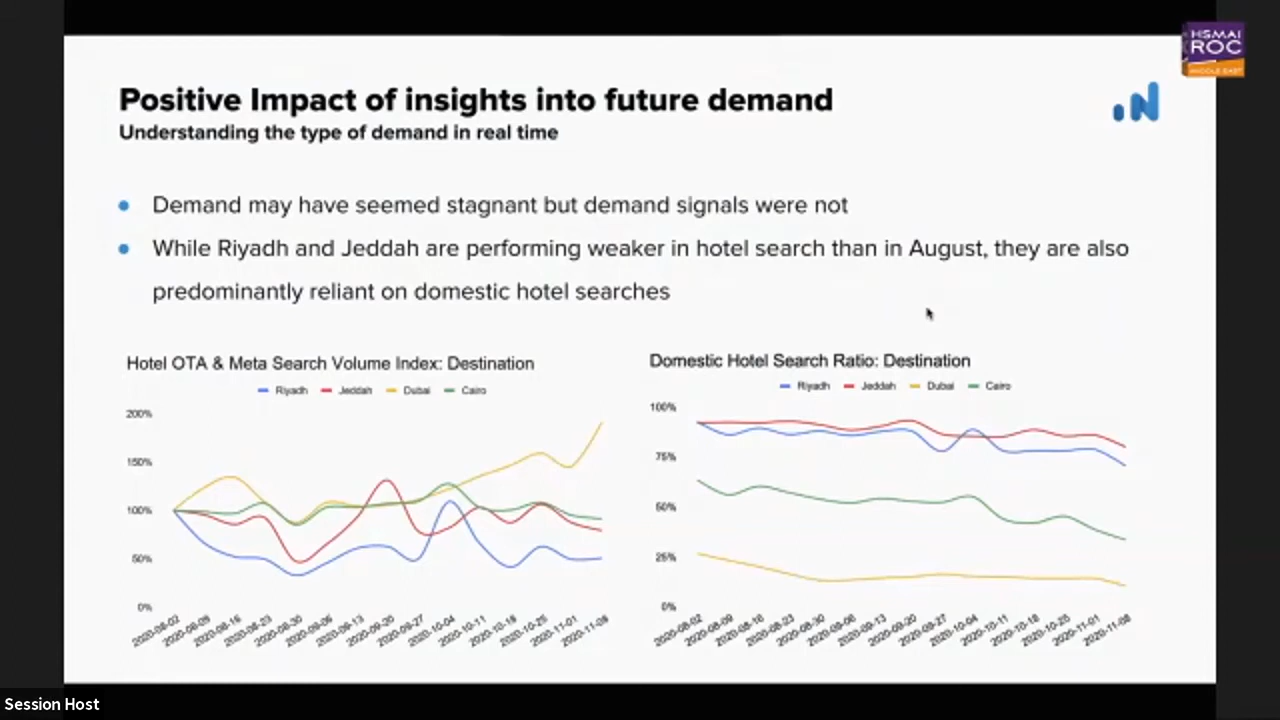 HSMAI
ROC
MIDDLE EAST
Positive Impact of insights into future demand
Understanding the type of demand in real time
Demand may have seemed stagnant but demand signals were not
While Riyadh and Jeddah are performing weaker in hotel search than in August, they are also
predominantly reliant on domestic hotel searches
Hotel OTA & Meta Search Volume Index: Destination
Riyadh Jeddah Dubai Cairo
200%
150%
100%
50%
0%
2020-08-02 2020-08-09 2020-08-16 2020-08-23 2020-08-30 2020-09-06 2020-09-13 2020-09-20 2020-09-27 2020-10-04 2020-10-11 2020-10-18 2020-10-25 2020-11-01 2020-11-08
Domestic Hotel Search Ratio: Destination
Riyadh Jeddah Dubai Cairo
100%
75%
50%
25%
0%
2020-08-02 2020-08-09 2020-08-16 2020-08-23 2020-08-30 2020-09-06 2020-09-13 2020-09-20 2020-09-27 2020-10-04 2020-10-11 2020-10-18 2020-10-25 2020-11-01 2020-11-08
Session Host